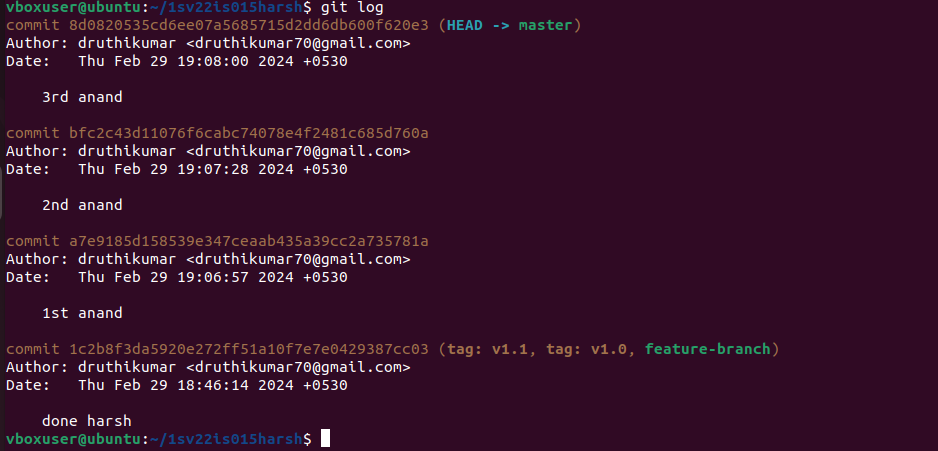 vboxuser@ubuntu:~/1sv22is015harsh$ git log
commit 8d0820535cd6ee07a5685715d2dd6db600f620e3 (HEAD -> master)
Author: druthikumar <druthikumar70@gmail.com>
Date:   Thu Feb 29 19:08:00 2024 +0530
3rd anand
commit bfc2c43d11076f6cabc74078e4f2481c685d760a
Author: druthikumar <druthikumar70@gmail.com>
Date:   Thu Feb 29 19:07:28 2024 +0530
2nd anand
commit a7e9185d158539e347ceaab435a39cc2a735781a
Author: druthikumar <druthikumar70@gmail.com>
Date:   Thu Feb 29 19:06:57 2024 +0530
1st anand
commit 1c2b8f3da5920e272ff51a10f7e7e0429387cc03 (tag: v1.1, tag: v1.0, feature-branch)
Author: druthikumar <druthikumar70@gmail.com>
Date:   Thu Feb 29 18:46:14 2024 +0530
done harsh
vboxuser@ubuntu:~/1sv22is015harsh$